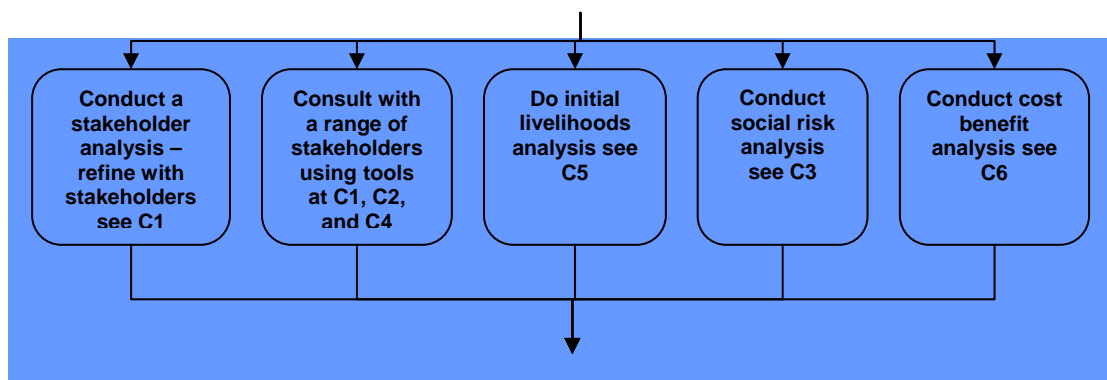 Conduct a
stakeholder
analysis –
refine with
stakeholders
see C1
Consult with
a range of
stakeholders
using tools
at C1, C2,
and C4
Do initial
livelihoods
analysis see
C5
Conduct
social risk
analysis
see C3
Conduct cost
benefit
analysis see
C6